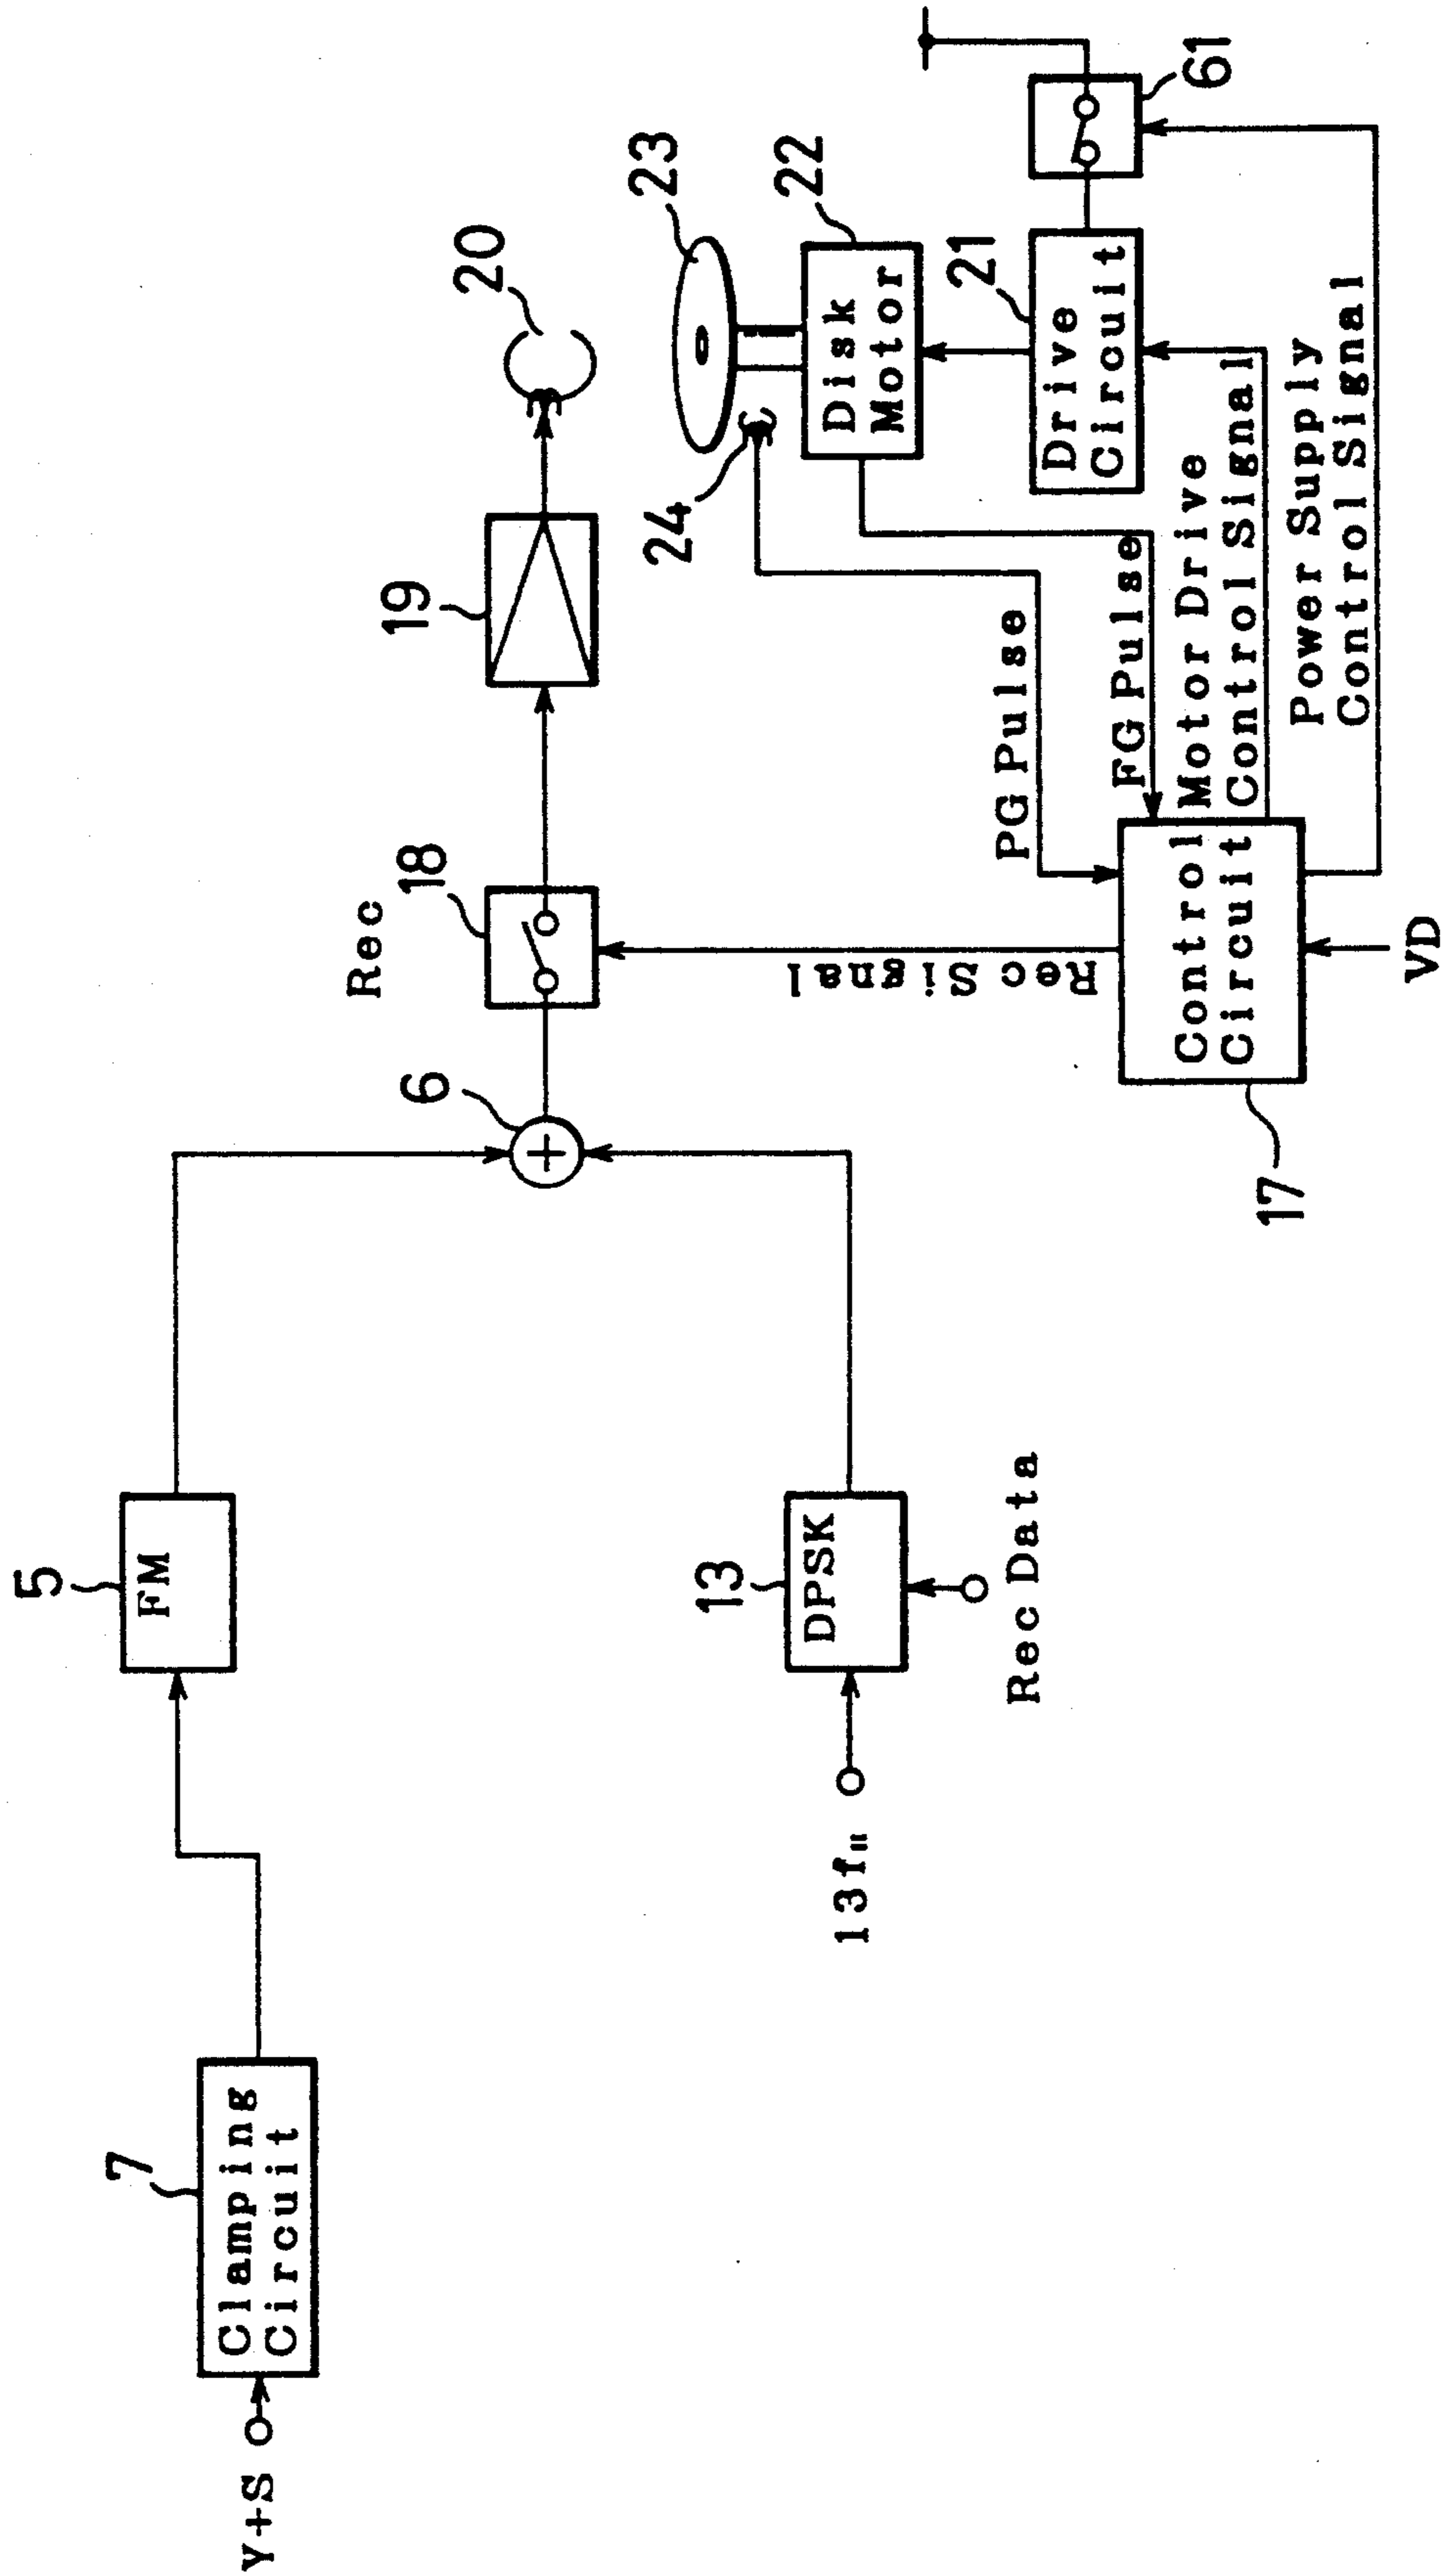 Y+S
7
Clamping
Circuit
5
FM
13fH
13
DPSK
Rec Data
6
Rec
18
19
20
Rec Signal
17
Control
Circuit
VD
PG Pulse
FG Pulse
Motor Drive
Control Signal
Power Supply
Control Signal
23
24
22
Disk
Motor
21
Drive
Circuit
61